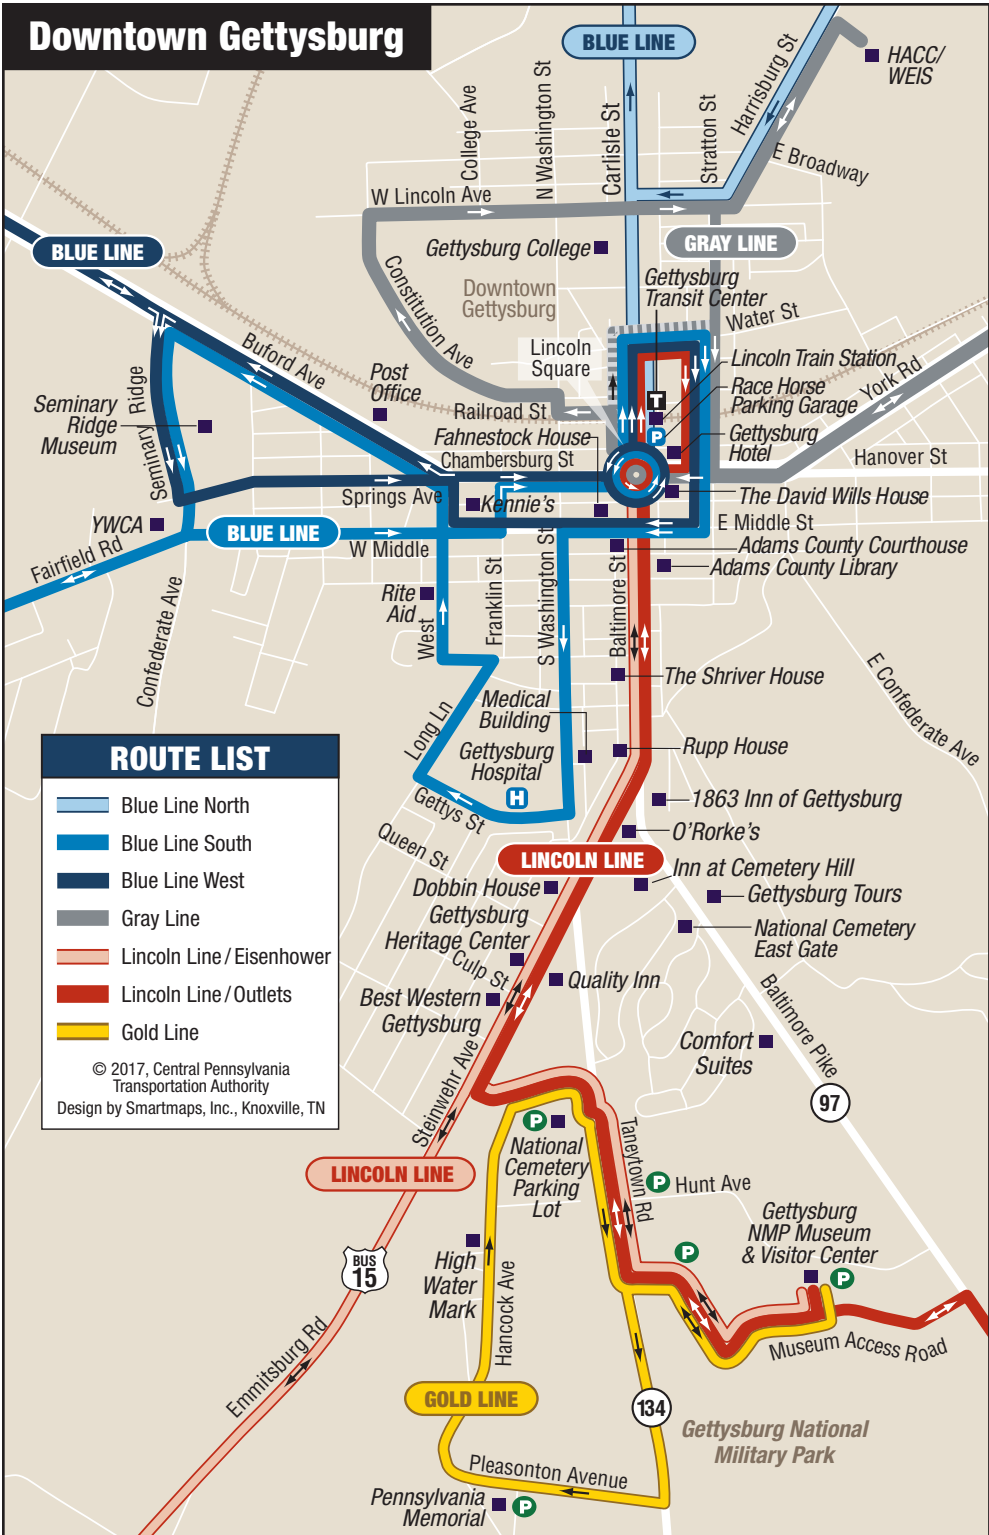 Downtown Gettysburg
BLUE LINE
HACC/
WEIS
Harrisburg St
College Ave
N Washington St
Carlisle St
Stratton St
E Broadway
W Lincoln Ave
BLUE LINE
Gettysburg College
GRAY LINE
Constitution Ave
Downtown
Gettysburg
Gettysburg
Transit Center
Water St
Lincoln
Square
Lincoln Train Station
Buford Ave
Post
Office
Race Horse
Parking Garage
York Rd
T
P
Railroad St
Seminary
Ridge
Museum
Seminary Ridge
Fahnestock House
Gettysburg
Hotel
Chambersburg St
Hanover St
Springs Ave
Kennie's
The David Wills House
YWCA
BLUE LINE
E Middle St
W Middle
Adams County Courthouse
Fairfield Rd
Adams County Library
Rite
Aid
West
Franklin St
S Washington St
Baltimore St
Confederate Ave
The Shriver House
E Confederate Ave
Medical
Building
Long Ln
Rupp House
Gettysburg
Hospital
H
1863 Inn of Gettysburg
Gettys St
O'Rorke's
Queen St
LINCOLN LINE
Inn at Cemetery Hill
Dobbin House
Gettysburg Tours
Gettysburg
Heritage Center
National Cemetery
East Gate
Culp St
Quality Inn
Best Western
Gettysburg
Baltimore Pike
Comfort
Suites
Steinwehr Ave
97
ROUTE LIST
Blue Line North
Blue Line South
Blue Line West
Gray Line
Lincoln Line / Eisenhower
Lincoln Line / Outlets
Gold Line
© 2017, Central Pennsylvania
Transportation Authority
Design by Smartmaps, Inc., Knoxville, TN
P
National
Cemetery
Parking
Lot
Taneytown Rd
LINCOLN LINE
P
Hunt Ave
Gettysburg
NMP Museum
& Visitor Center
P
P
High
Water
Mark
BUS
15
Hancock Ave
Museum Access Road
Emmitsburg Rd
GOLD LINE
134
Gettysburg National
Military Park
Pleasonton Avenue
Pennsylvania
Memorial
P